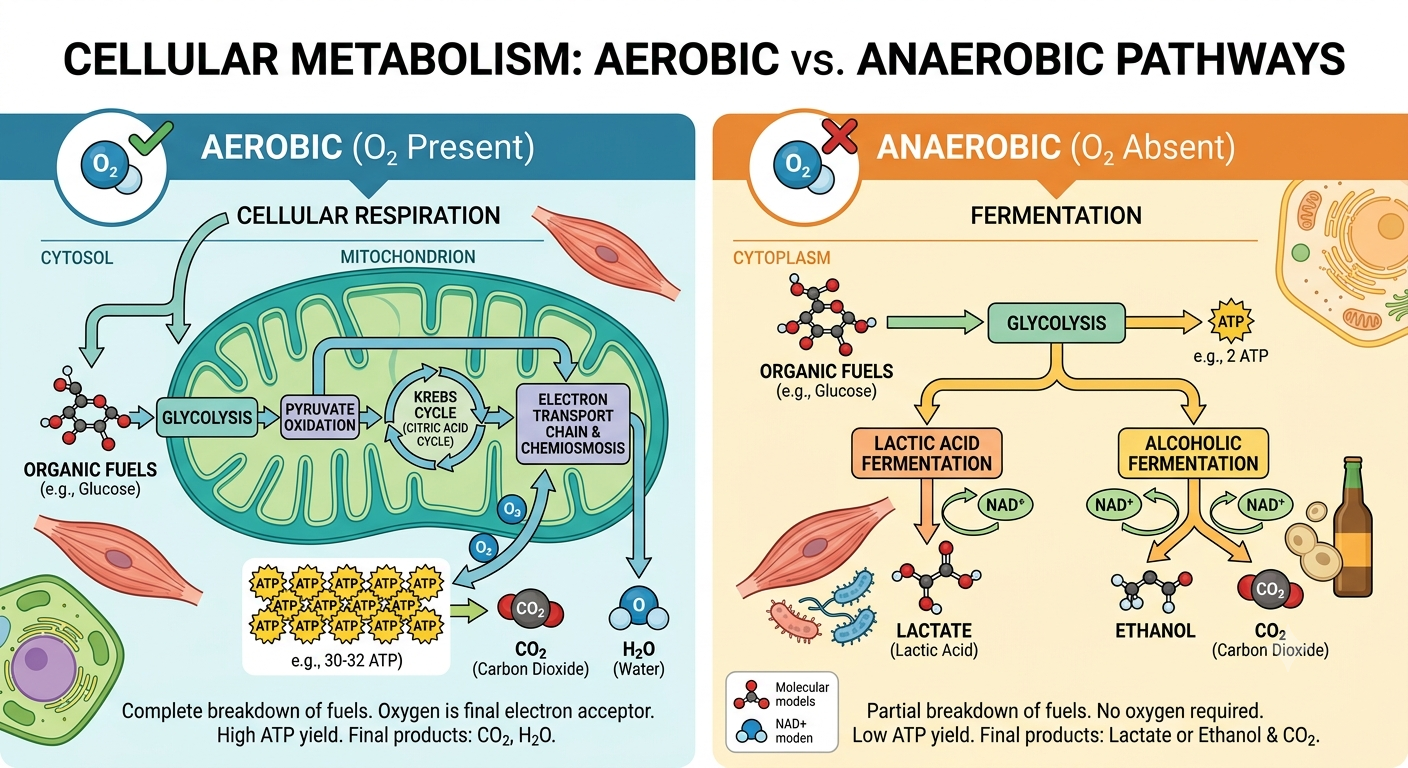 CELLULAR METABOLISM: AEROBIC vs. ANAEROBIC PATHWAYS
O₂
AEROBIC (O₂ Present)
CELLULAR RESPIRATION
CYTOSOL
MITOCHONDRION
GLYCOLYSIS
PYRUVATE
OXIDATION
KREBS
CYCLE
(CITRIC ACID
CYCLE)
ELECTRON
TRANSPORT
CHAIN &
CHEMIOSMOSIS
ORGANIC FUELS
(e.g., Glucose)
O₃
O₂
ATP ATP ATP ATP ATP
ATP ATP ATP ATP
ATP ATP ATP ATP ATP
e.g., 30-32 ATP)
CO₂
CO₂
(Carbon Dioxide)
O
H₂O
(Water)
Complete breakdown of fuels. Oxygen is final electron acceptor.
High ATP yield. Final products: CO₂, H₂O.
O₂
ANAEROBIC (O₂ Absent)
FERMENTATION
CYTOPLASM
ORGANIC FUELS
(e.g., Glucose)
GLYCOLYSIS
ATP
e.g., 2 ATP
LACTIC ACID
FERMENTATION
ALCOHOLIC
FERMENTATION
NAD⁺
NAD⁺
NAD⁺
LACTATE
(Lactic Acid)
ETHANOL
CO₂
CO₂
(Carbon Dioxide)
Molecular
models
NAD+
moden
Partial breakdown of fuels. No oxygen required.
Low ATP yield. Final products: Lactate or Ethanol & CO₂.